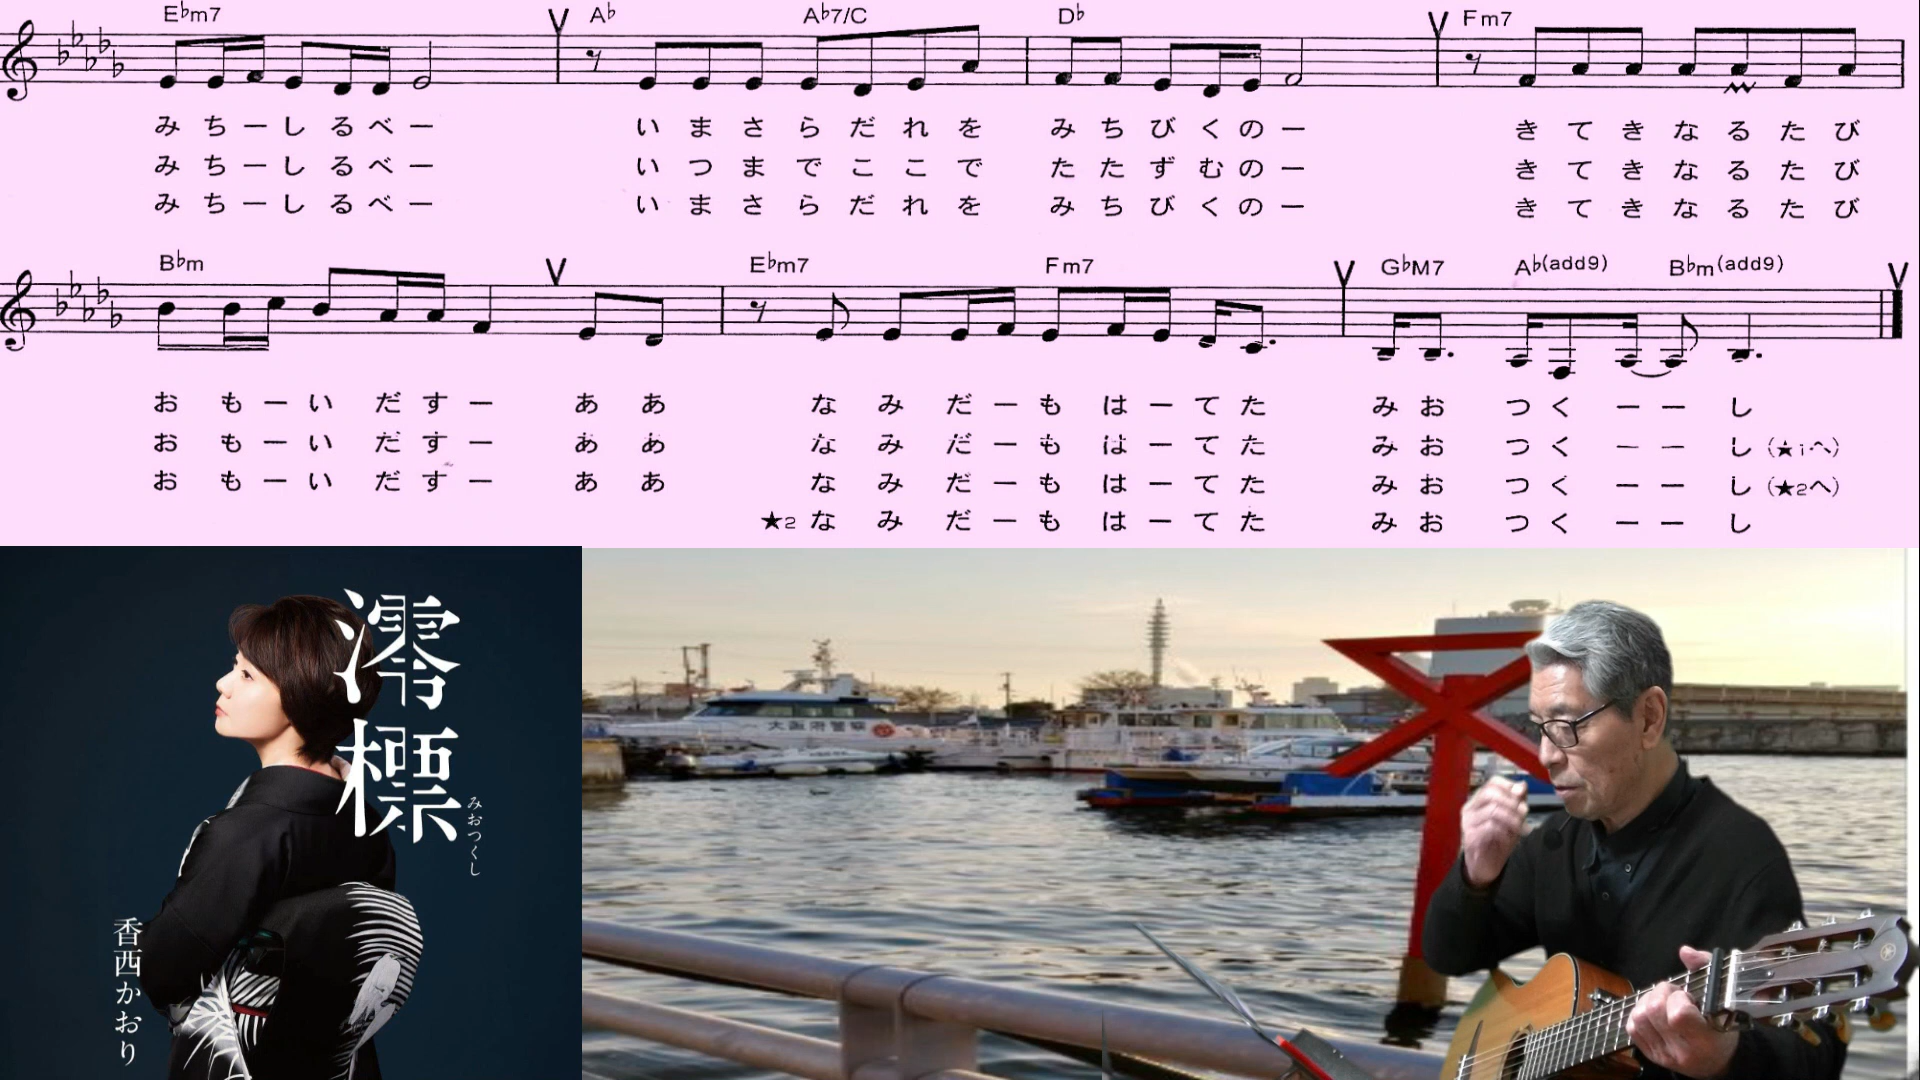 E♭m7 A♭ A♭7/C D♭ Fm7
みちーしるべー いまさらだれを みちびくのー きてきなるたび
みちーしるべー いつまでここで たたずむのー きてきなるたび
みちーしるべー いまさらだれを みちびくのー きてきなるたび
B♭m E♭m7 Fm7 G♭M7 A♭(add9) B♭m(add9)
おもーいだすー ああ なみだーもはーてた みおつくーーし
おもーいだすー ああ なみだーもはーてた みおつくーーし(★1へ)
おもーいだすー ああ なみだーもはーてた みおつくーーし(★2へ)
★2 なみだーもはーてた みおつくーーし
澪標
みおつくし
香西かおり
大阪府警察